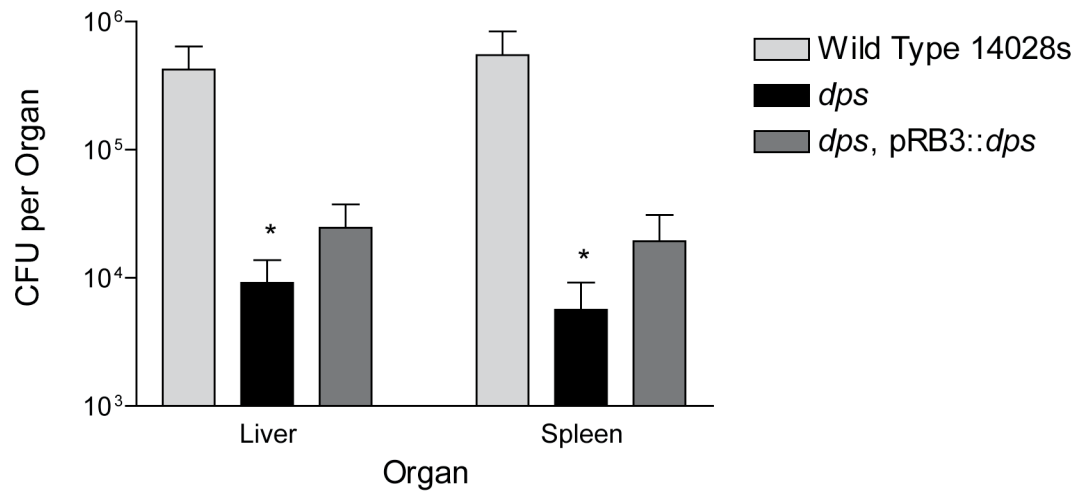 CFU per Organ
10⁶
10⁵
10⁴
10³
*
*
Liver
Spleen
Organ
Wild Type 14028s
dps
dps, pRB3::dps